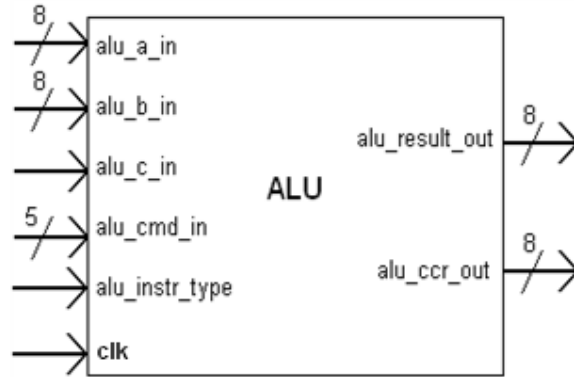 8
alu_a_in
8
alu_b_in
8
alu_result_out
alu_c_in
ALU
5
alu_cmd_in
8
alu_ccr_out
alu_instr_type
clk